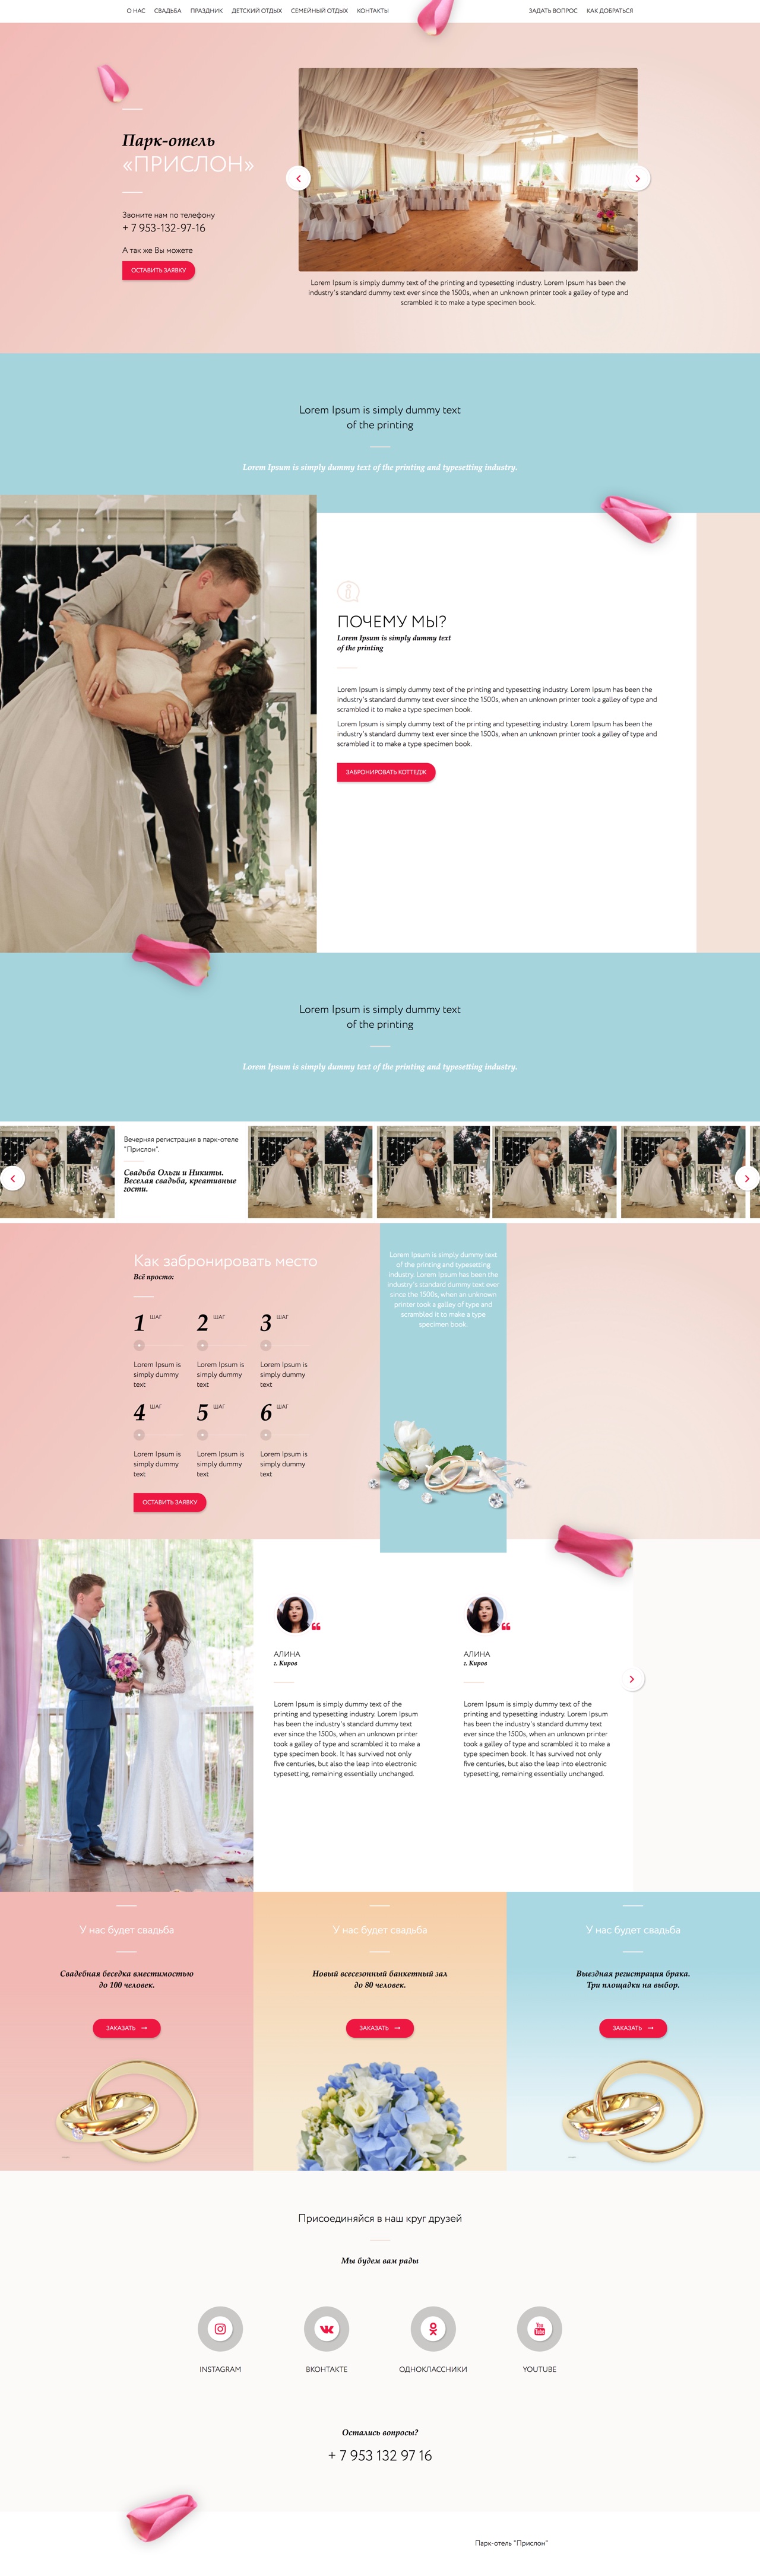 О НАС СВАДЬБА ПРАЗДНИК ДЕТСКИЙ ОТДЫХ СЕМЕЙНЫЙ ОТДЫХ КОНТАКТЫ ЗАДАТЬ ВОПРОС КАК ДОБРАТЬСЯ
Парк-отель
«ПРИСЛОН»
Звоните нам по телефону
+ 7 953-132-97-16
А так же Вы можете
ОСТАВИТЬ ЗАЯВКУ
Lorem Ipsum is simply dummy text of the printing and typesetting industry. Lorem Ipsum has been the
industry's standard dummy text ever since the 1500s, when an unknown printer took a galley of type and
scrambled it to make a type specimen book.
Lorem Ipsum is simply dummy text
of the printing
Lorem Ipsum is simply dummy text of the printing and typesetting industry.
ПОЧЕМУ МЫ?
Lorem Ipsum is simply dummy text
of the printing
Lorem Ipsum is simply dummy text of the printing and typesetting industry. Lorem Ipsum has been the
industry's standard dummy text ever since the 1500s, when an unknown printer took a galley of type and
scrambled it to make a type specimen book.
Lorem Ipsum is simply dummy text of the printing and typesetting industry. Lorem Ipsum has been the
industry's standard dummy text ever since the 1500s, when an unknown printer took a galley of type and
scrambled it to make a type specimen book.
ЗАБРОНИРОВАТЬ КОТТЕДЖ
Lorem Ipsum is simply dummy text
of the printing
Lorem Ipsum is simply dummy text of the printing and typesetting industry.
Вечерняя регистрация в парк-отеле
"Прислон".
Свадьба Ольги и Никиты.
Веселая свадьба, креативные
гости.
Как забронировать место
Всё просто:
1 ШАГ 2 ШАГ 3 ШАГ
Lorem Ipsum is Lorem Ipsum is Lorem Ipsum is
simply dummy simply dummy simply dummy
text text text
4 ШАГ 5 ШАГ 6 ШАГ
Lorem Ipsum is Lorem Ipsum is Lorem Ipsum is
simply dummy simply dummy simply dummy
text text text
ОСТАВИТЬ ЗАЯВКУ
Lorem Ipsum is simply dummy text
of the printing and typesetting
industry. Lorem Ipsum has been the
industry's standard dummy text ever
since the 1500s, when an unknown
printer took a galley of type and
scrambled it to make a type
specimen book.
АЛИНА
г. Киров
Lorem Ipsum is simply dummy text of the
printing and typesetting industry. Lorem Ipsum
has been the industry's standard dummy text
ever since the 1500s, when an unknown printer
took a galley of type and scrambled it to make a
type specimen book. It has survived not only
five centuries, but also the leap into electronic
typesetting, remaining essentially unchanged.
АЛИНА
г. Киров
Lorem Ipsum is simply dummy text of the
printing and typesetting industry. Lorem Ipsum
has been the industry's standard dummy text
ever since the 1500s, when an unknown printer
took a galley of type and scrambled it to make a
type specimen book. It has survived not only
five centuries, but also the leap into electronic
typesetting, remaining essentially unchanged.
У нас будет свадьба
Свадебная беседка вместимостью
до 100 человек.
ЗАКАЗАТЬ
У нас будет свадьба
Новый всесезонный банкетный зал
до 80 человек.
ЗАКАЗАТЬ
У нас будет свадьба
Выездная регистрация брака.
Три площадки на выбор.
ЗАКАЗАТЬ
Присоединяйся в наш круг друзей
Мы будем вам рады
You
Tube
INSTAGRAM ВКОНТАКТЕ ОДНОКЛАССНИКИ YOUTUBE
Остались вопросы?
+ 7 953 132 97 16
Парк-отель "Прислон"